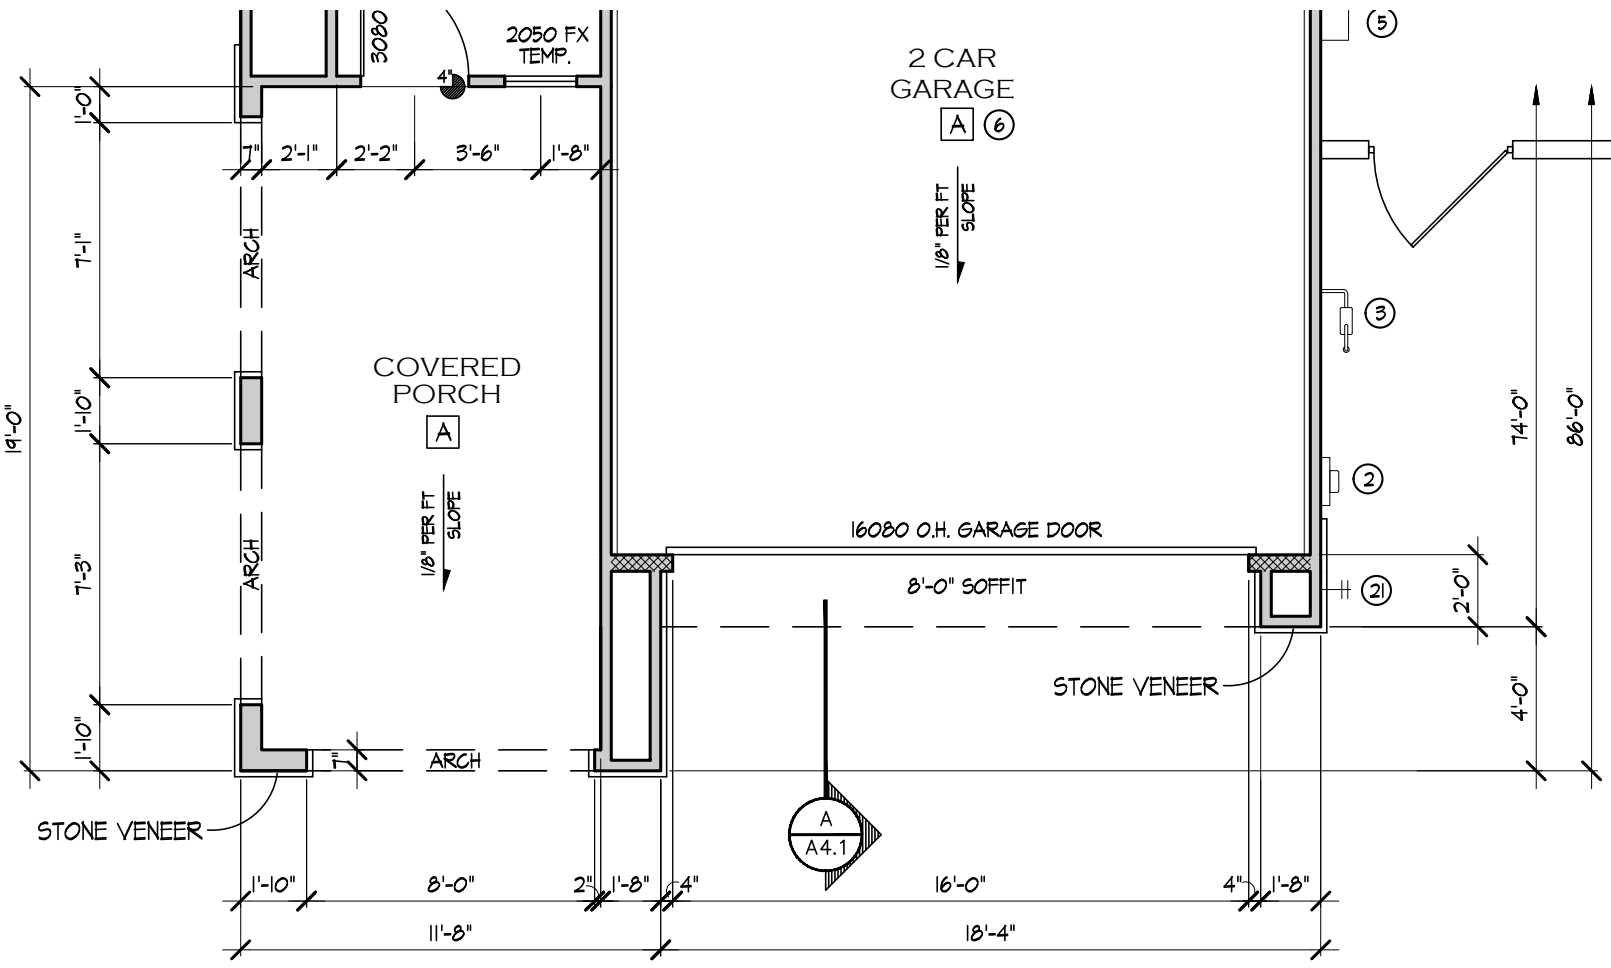 3080
2050 FX
TEMP.
4"
2 CAR
GARAGE
A
6
5
1'-0"
7"
2'-1"
2'-2"
3'-6"
1'-8"
1/8" PER FT
SLOPE
7'-1"
ARCH
3
COVERED
PORCH
A
19'-0"
1'-10"
74'-0"
86'-0"
2
1/8" PER FT
SLOPE
16080 O.H. GARAGE DOOR
7'-3"
ARCH
8'-0" SOFFIT
21
2'-0"
STONE VENEER
4'-0"
1'-10"
7"
ARCH
STONE VENEER
A
A4.1
1'-10"
8'-0"
2"
1'-8"
4"
16'-0"
4"
1'-8"
11'-8"
18'-4"